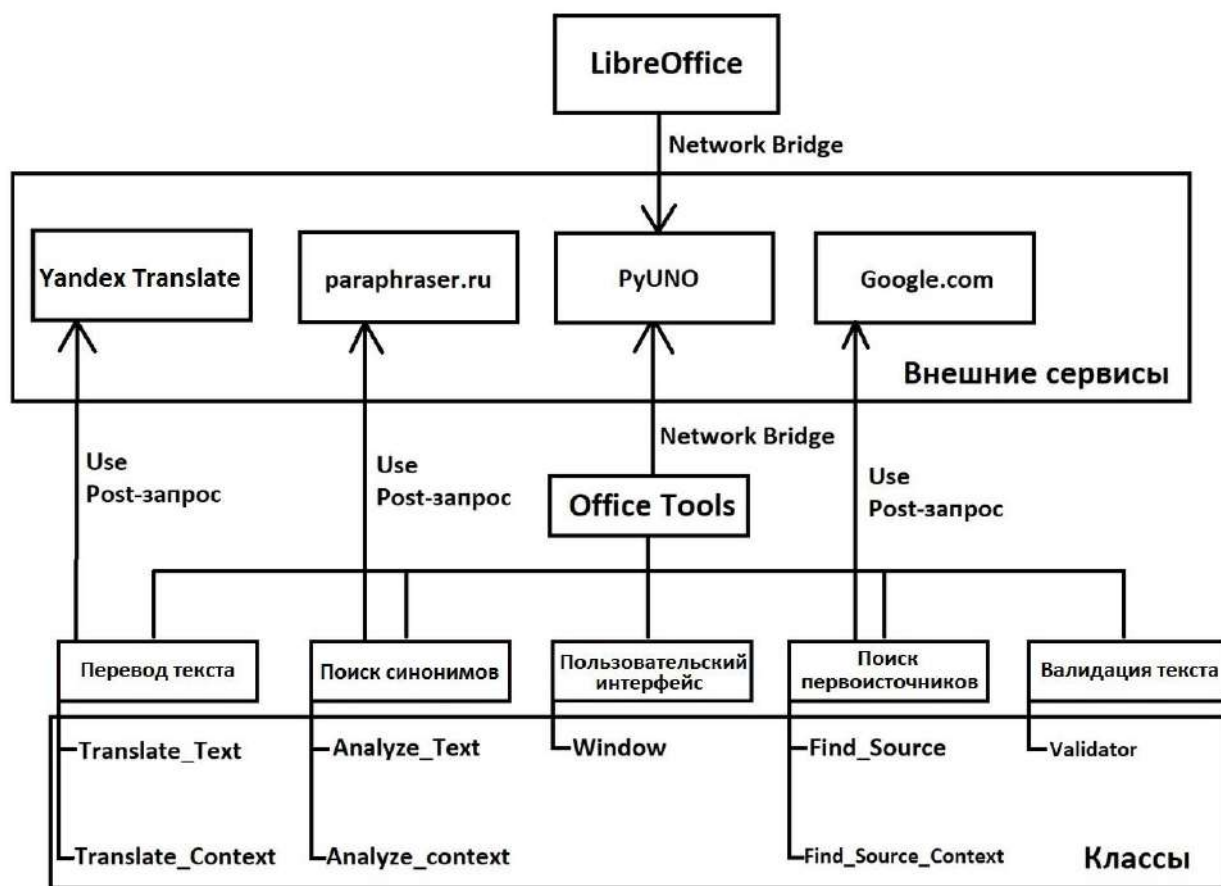 LibreOffice
Network Bridge
Yandex Translate
paraphraser.ru
PyUNO
Google.com
Внешние сервисы
Use
Post-запрос
Use
Post-запрос
Network Bridge
Use
Post-запрос
Office Tools
Перевод текста
Поиск синонимов
Пользовательский
интерфейс
Поиск
первоисточников
Валидация текста
Translate_Text
Analyze_Text
Window
Find_Source
Validator
Translate_Context
Analyze_context
Find_Source_Context
Классы